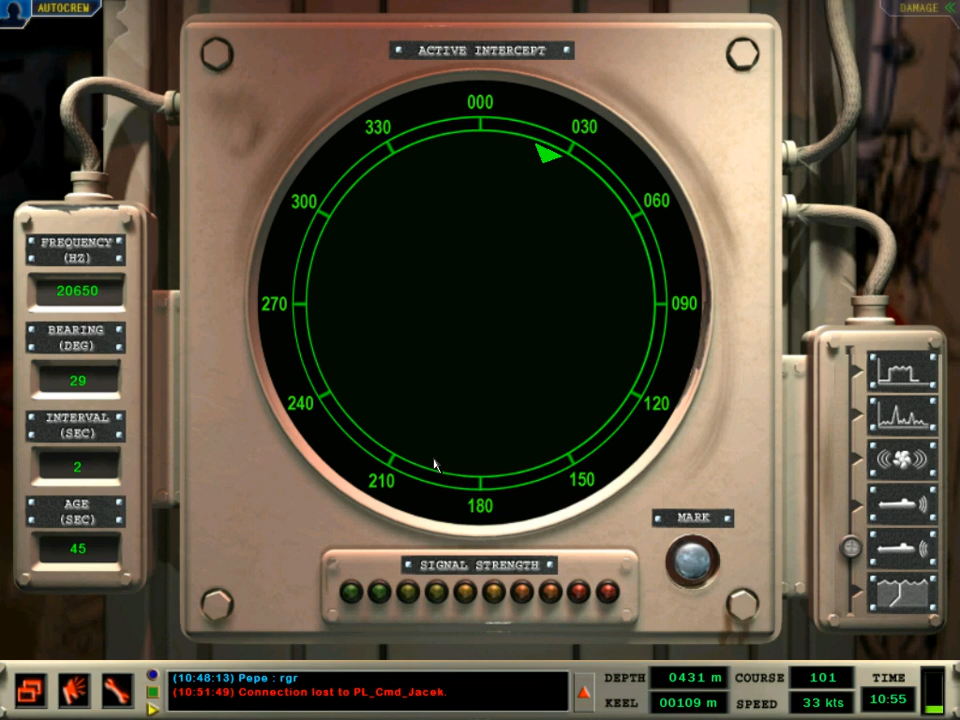 AUTOCREW
DAMAGE
ACTIVE INTERCEPT
000
030
060
090
120
150
180
210
240
270
300
330
FREQUENCY
(HZ)
20650
BEARING
(DEG)
29
INTERVAL
(SEC)
2
AGE
(SEC)
45
MARK
SIGNAL STRENGTH
(10:48:13) Pepe : rgr
(10:51:49) Connection lost to PL_Cmd_Jacek.
DEPTH 0431 m COURSE 101 TIME
KEEL 00109 m SPEED 33 kts 10:55